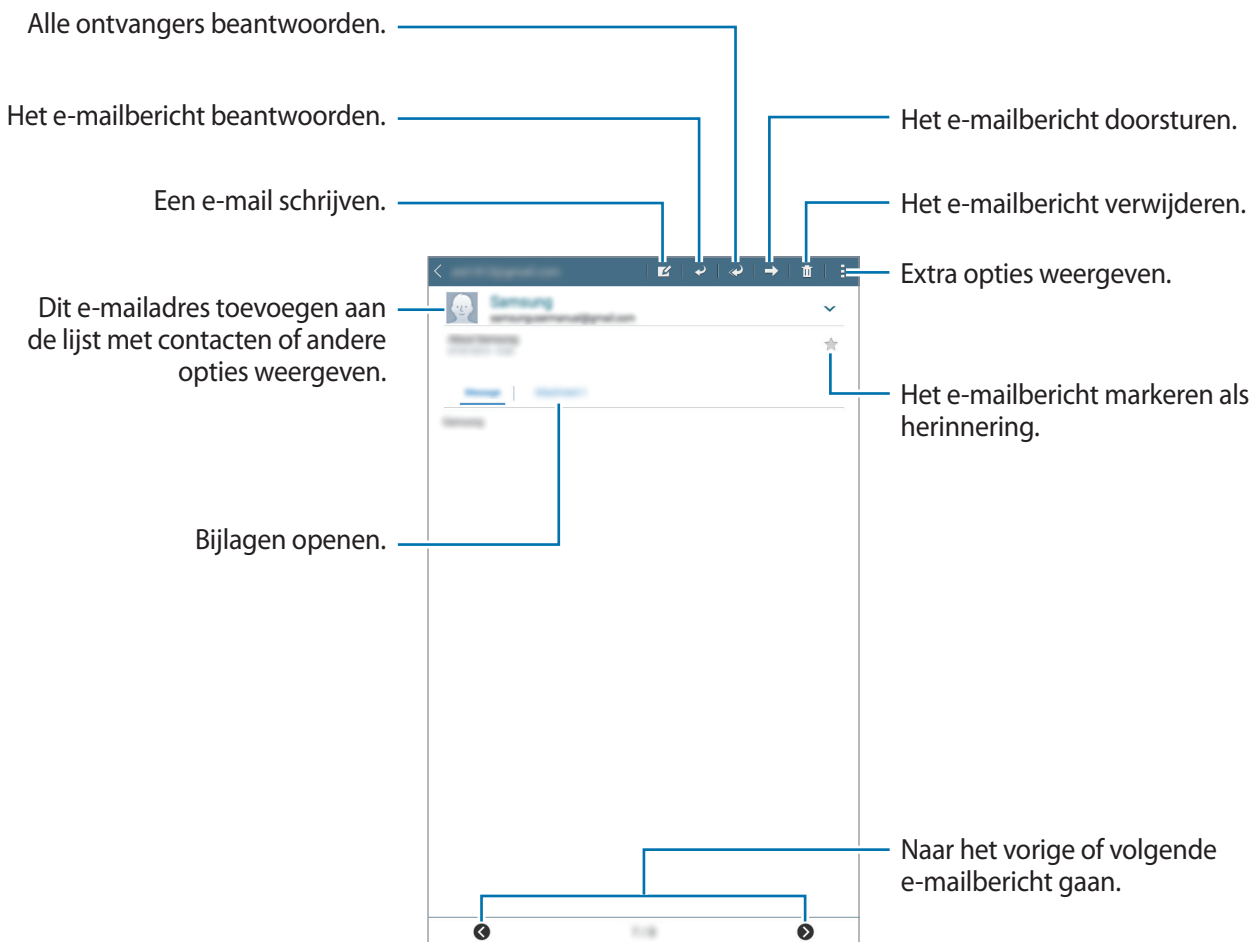 Alle ontvangers beantwoorden.
Het e-mailbericht beantwoorden.
Een e-mail schrijven.
Dit e-mailadres toevoegen aan
de lijst met contacten of andere
opties weergeven.
Bijlagen openen.
Het e-mailbericht doorsturen.
Het e-mailbericht verwijderen.
Extra opties weergeven.
Samsung
Het e-mailbericht markeren als
herinnering.
Naar het vorige of volgende
e-mailbericht gaan.